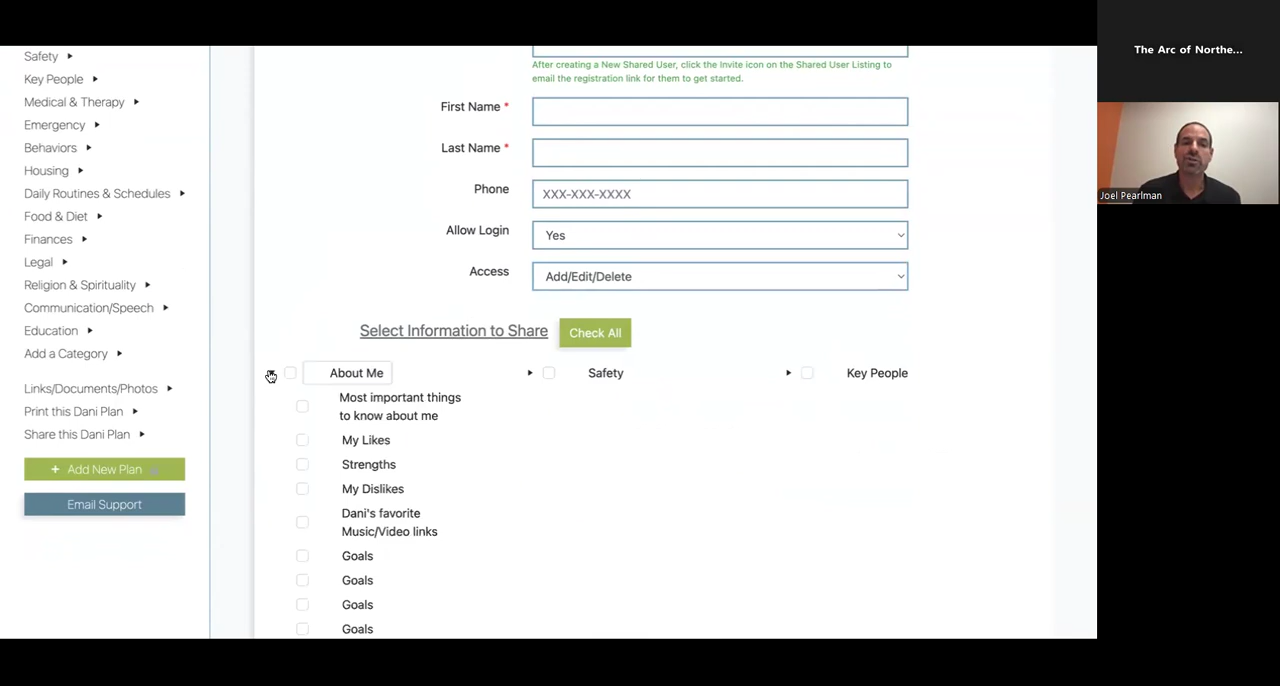 Safety
Key People
Medical & Therapy
Emergency
Behaviors
Housing
Daily Routines & Schedules
Food & Diet
Finances
Legal
Religion & Spirituality
Communication/Speech
Education
Add a Category
Links/Documents/Photos
Print this Dani Plan
Share this Dani Plan
+ Add New Plan
Email Support
After creating a New Shared User, click the Invite icon on the Shared User Listing to
email the registration link for them to get started.
First Name *
Last Name *
Phone
XXX-XXX-XXXX
Allow Login
Yes
Access
Add/Edit/Delete
Select Information to Share
Check All
About Me
Safety
Key People
Most important things
to know about me
My Likes
Strengths
My Dislikes
Dani's favorite
Music/Video links
Goals
Goals
Goals
Goals
The Arc of Northe...
Joel Pearlman